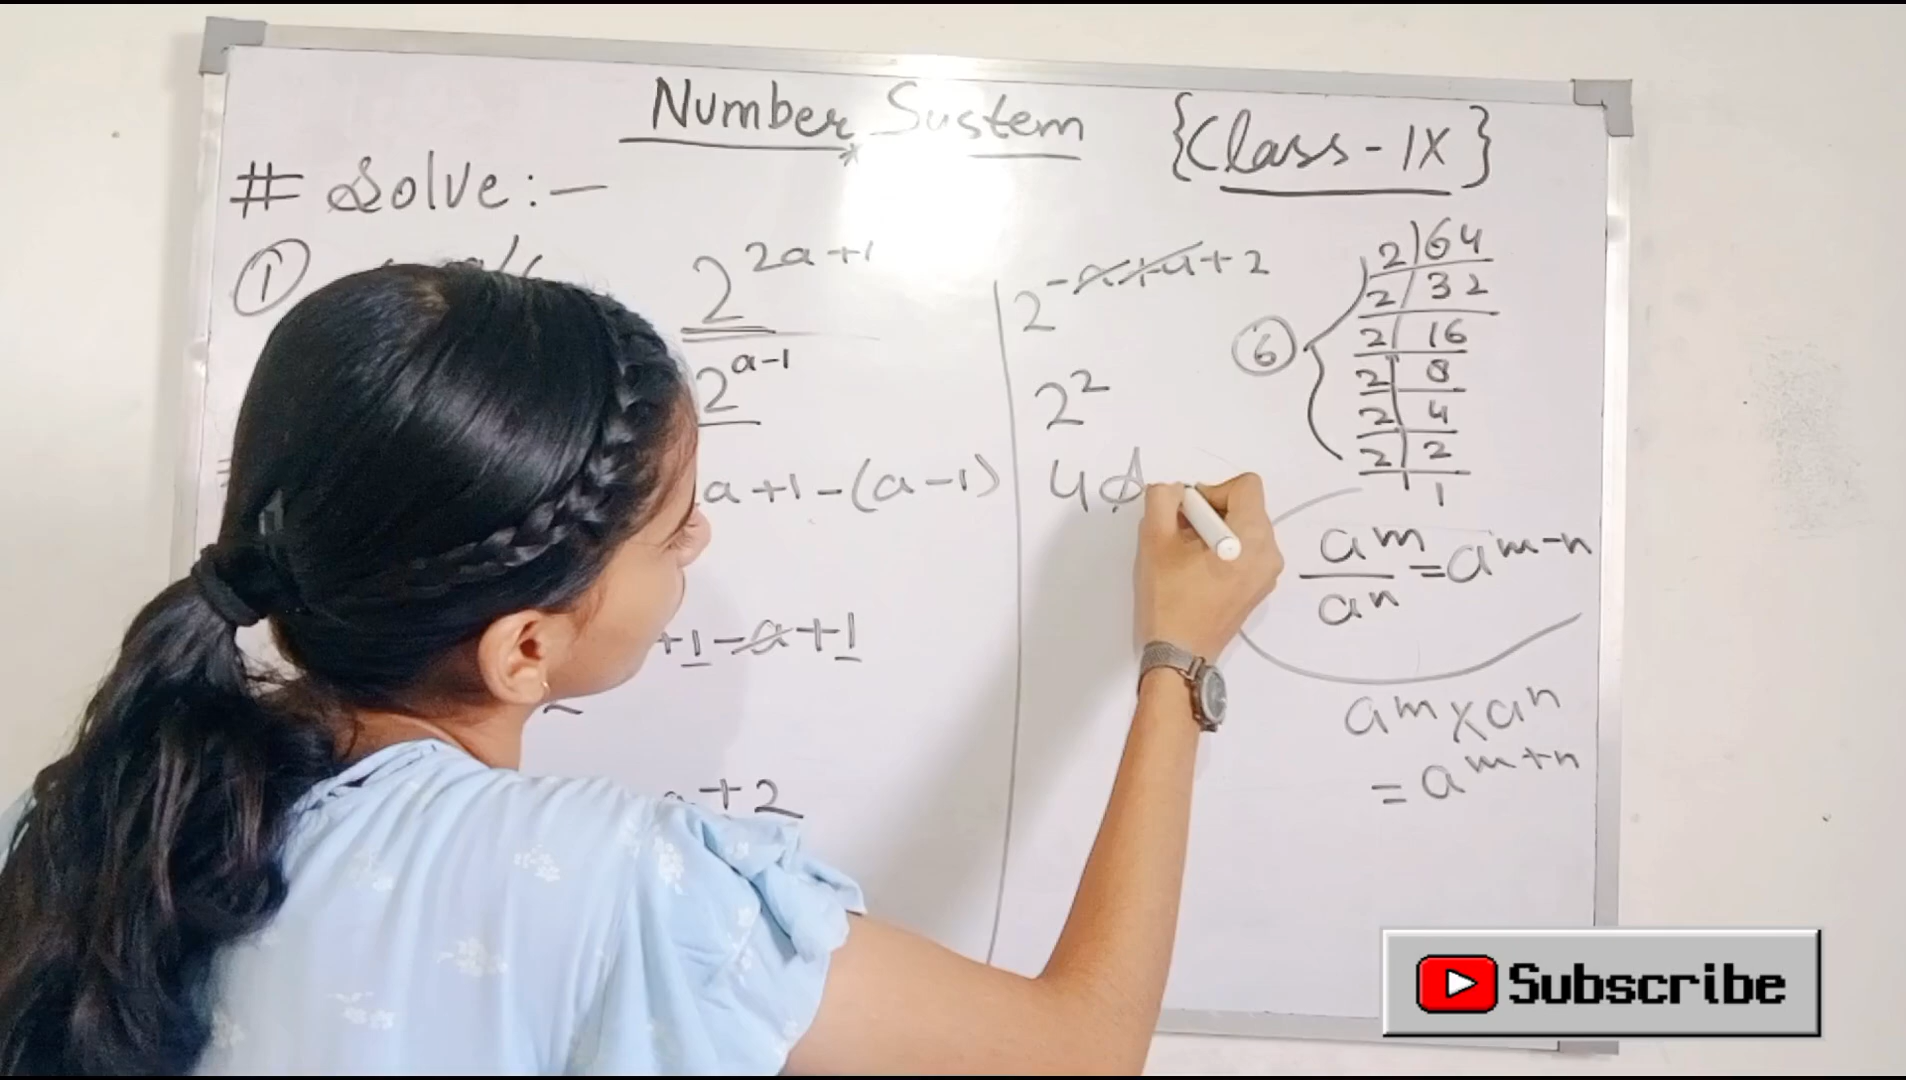 Number System {Class-IX}
# Solve:-
①
2^2a+1
2^a-1
a+1-(a-1)
+1-a+1
a+2
2^-a+a+2
2^2
4
2|64
2|32
2|16
2|8
2|4
2|2
1
⑥
a^m/a^n=a^m-n
a^m×a^n
=a^m+n
Subscribe